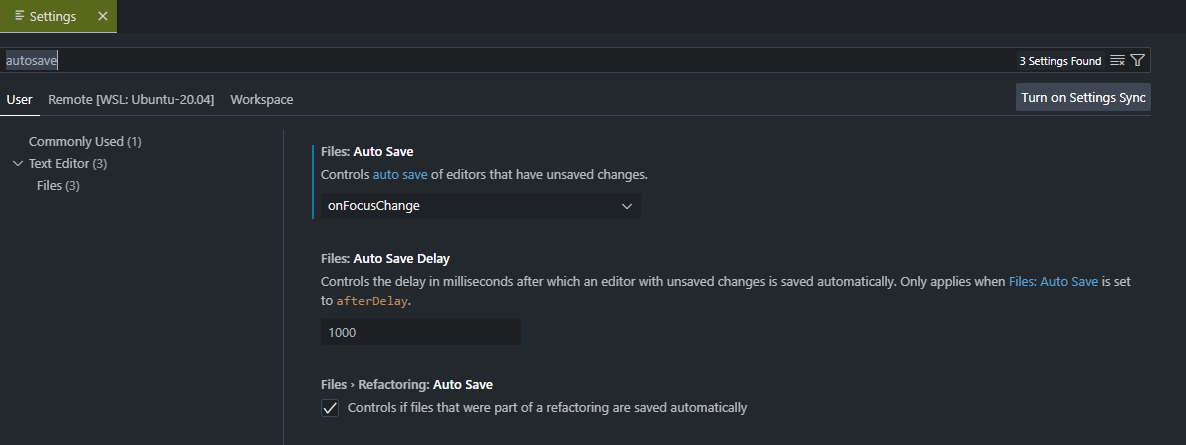 Settings
autosave
3 Settings Found
User Remote [WSL: Ubuntu-20.04] Workspace
Turn on Settings Sync
Commonly Used (1)
Text Editor (3)
Files (3)
Files: Auto Save
Controls auto save of editors that have unsaved changes.
onFocusChange
Files: Auto Save Delay
Controls the delay in milliseconds after which an editor with unsaved changes is saved automatically. Only applies when Files: Auto Save is set
to afterDelay.
1000
Files › Refactoring: Auto Save
Controls if files that were part of a refactoring are saved automatically